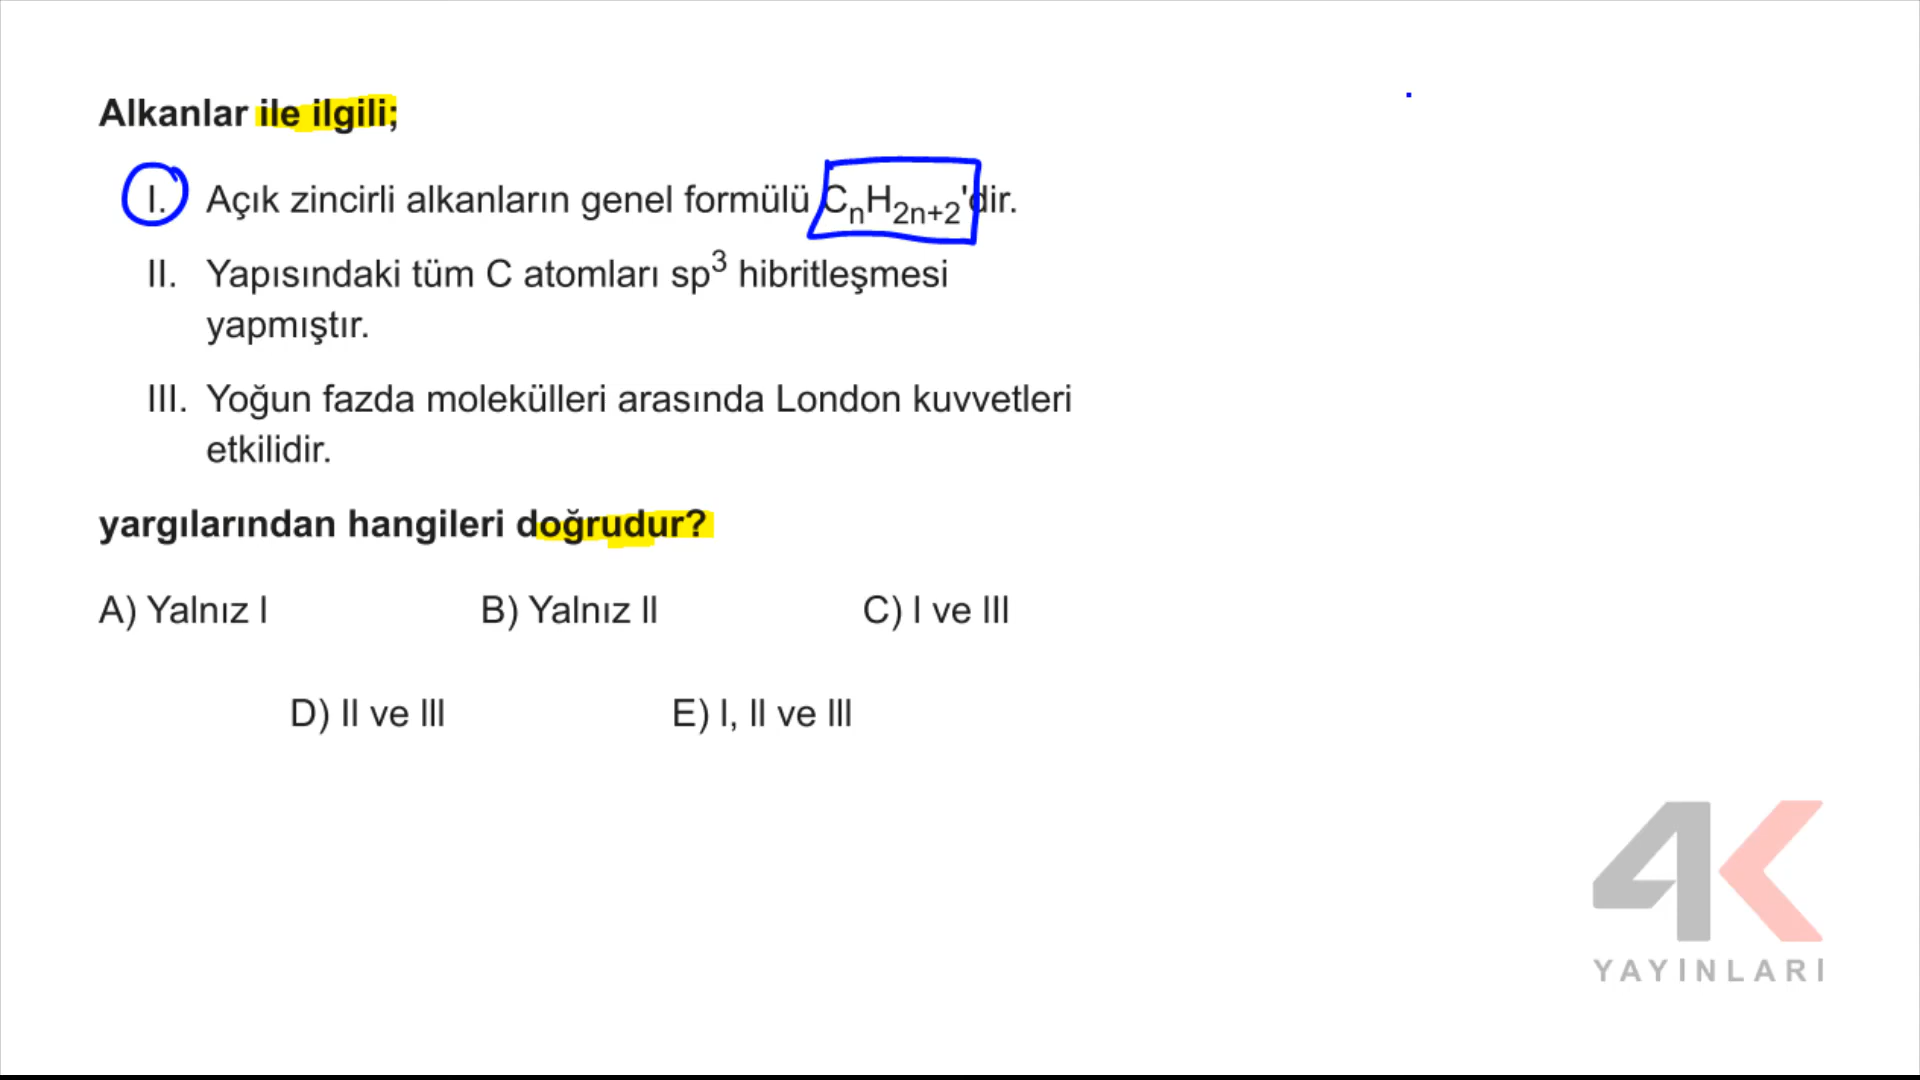 Alkanlar ile ilgili;
I. Açık zincirli alkanların genel formülü CnH2n+2'dir.
II. Yapısındaki tüm C atomları sp³ hibritleşmesi
yapmıştır.
III. Yoğun fazda molekülleri arasında London kuvvetleri
etkilidir.
yargılarından hangileri doğrudur?
A) Yalnız I B) Yalnız II C) I ve III
D) II ve III E) I, II ve III
4K
YAYINLARI